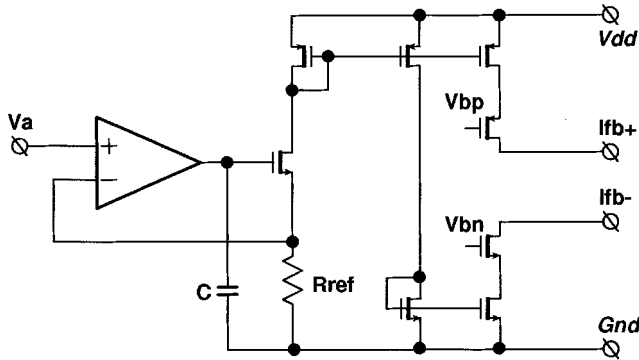 Vdd
Vbp
Va
Ifb+
+
−
Ifb-
Vbn
C
Rref
Gnd